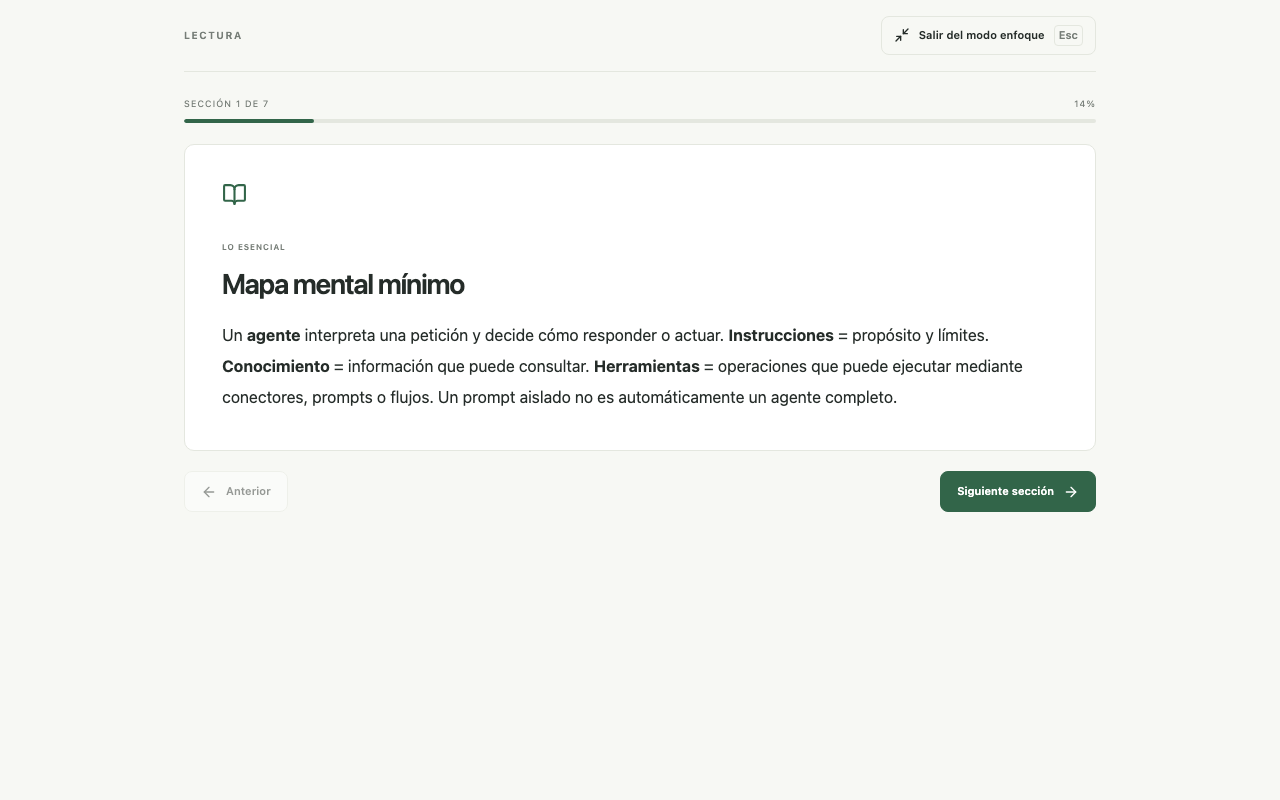 LECTURA
Salir del modo enfoque Esc
SECCIÓN 1 DE 7
14%
LO ESENCIAL
Mapa mental mínimo
Un agente interpreta una petición y decide cómo responder o actuar. Instrucciones = propósito y límites.
Conocimiento = información que puede consultar. Herramientas = operaciones que puede ejecutar mediante
conectores, prompts o flujos. Un prompt aislado no es automáticamente un agente completo.
Anterior
Siguiente sección